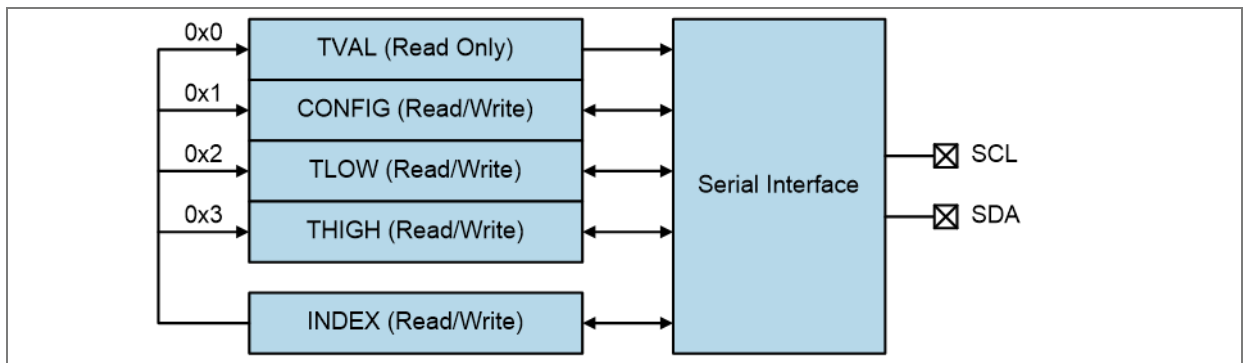 0x0
TVAL (Read Only)
0x1
CONFIG (Read/Write)
0x2
TLOW (Read/Write)
0x3
THIGH (Read/Write)
INDEX (Read/Write)
Serial Interface
SCL
SDA